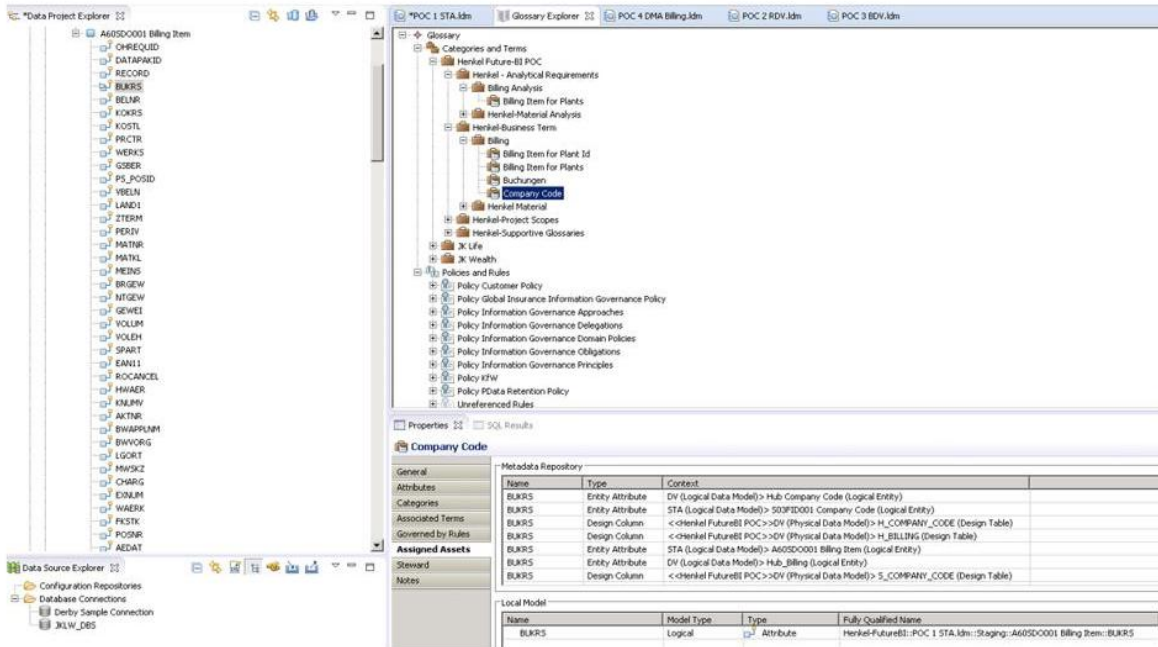 *Data Project Explorer
A60SDO001 Billing Item
OHREQUID
DATAPAKID
RECORD
BUKRS
BELNR
KOKRS
KOSTL
PRCTR
WERKS
GSBER
PS_POSID
VBELN
LAND1
ZTERM
PERIV
MATNR
MATKL
MEINS
BRGEW
NTGEW
GEWEI
VOLUM
VOLEH
SPART
EAN11
ROCANCEL
HWAER
KNUMV
AKTNR
BWAPPLNM
BWVORG
LGORT
MWSKZ
CHARG
EXNUM
WAERK
FKSTK
POSNR
AEDAT
Data Source Explorer
Configuration Repositories
Database Connections
Derby Sample Connection
JKLW_DBS
*POC 1 STA.ldm
Glossary Explorer
POC 4 DMA Billing.ldm
POC 2 RDV.ldm
POC 3 BDV.ldm
Glossary
Categories and Terms
Henkel Future-BI POC
Henkel - Analytical Requirements
Billing Analysis
Billing Item for Plants
Henkel-Material Analysis
Henkel-Business Term
Billing
Billing Item for Plant Id
Billing Item for Plants
Buchungen
Company Code
Henkel Material
Henkel-Project Scopes
Henkel-Supportive Glossaries
JK Life
JK Wealth
Policies and Rules
Policy Customer Policy
Policy Global Insurance Information Governance Policy
Policy Information Governance Approaches
Policy Information Governance Delegations
Policy Information Governance Domain Policies
Policy Information Governance Obligations
Policy Information Governance Principles
Policy KfW
Policy PData Retention Policy
Unreferenced Rules
Properties SQL Results
Company Code
General
Attributes
Categories
Associated Terms
Governed by Rules
Assigned Assets
Steward
Notes
Metadata Repository
Name Type Context
BUKRS Entity Attribute DV (Logical Data Model)> Hub Company Code (Logical Entity)
BUKRS Entity Attribute STA (Logical Data Model)> S03FID001 Company Code (Logical Entity)
BUKRS Design Column <<Henkel FutureBI POC>>DV (Physical Data Model)> H_COMPANY_CODE (Design Table)
BUKRS Design Column <<Henkel FutureBI POC>>DV (Physical Data Model)> H_BILLING (Design Table)
BUKRS Entity Attribute STA (Logical Data Model)> A60SDO001 Billing Item (Logical Entity)
BUKRS Entity Attribute DV (Logical Data Model)> Hub_Billing (Logical Entity)
BUKRS Design Column <<Henkel FutureBI POC>>DV (Physical Data Model)> S_COMPANY_CODE (Design Table)
Local Model
Name Model Type Type Fully Qualified Name
BUKRS Logical Attribute Henkel-FutureBI::POC 1 STA.ldm::Staging::A60SDO001 Billing Item::BUKRS